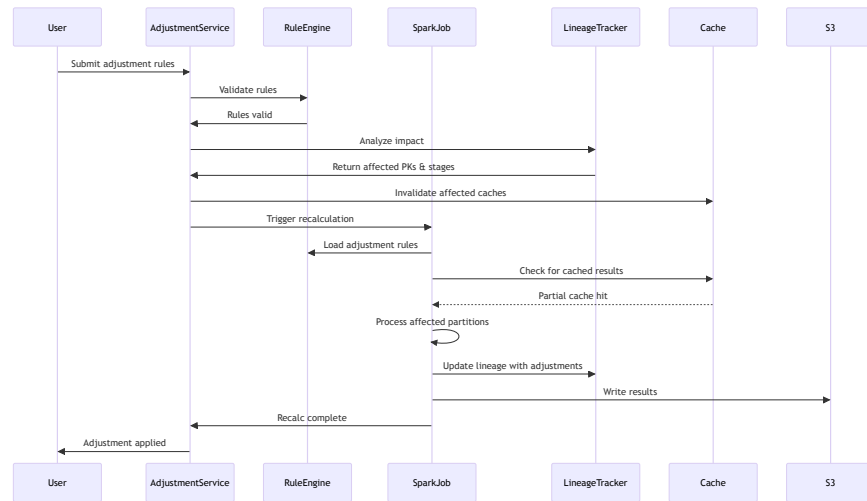 User
AdjustmentService
RuleEngine
SparkJob
LineageTracker
Cache
S3
Submit adjustment rules
Validate rules
Rules valid
Analyze impact
Return affected PKs & stages
Invalidate affected caches
Trigger recalculation
Load adjustment rules
Check for cached results
Partial cache hit
Process affected partitions
Update lineage with adjustments
Write results
Recalc complete
Adjustment applied
User
AdjustmentService
RuleEngine
SparkJob
LineageTracker
Cache
S3